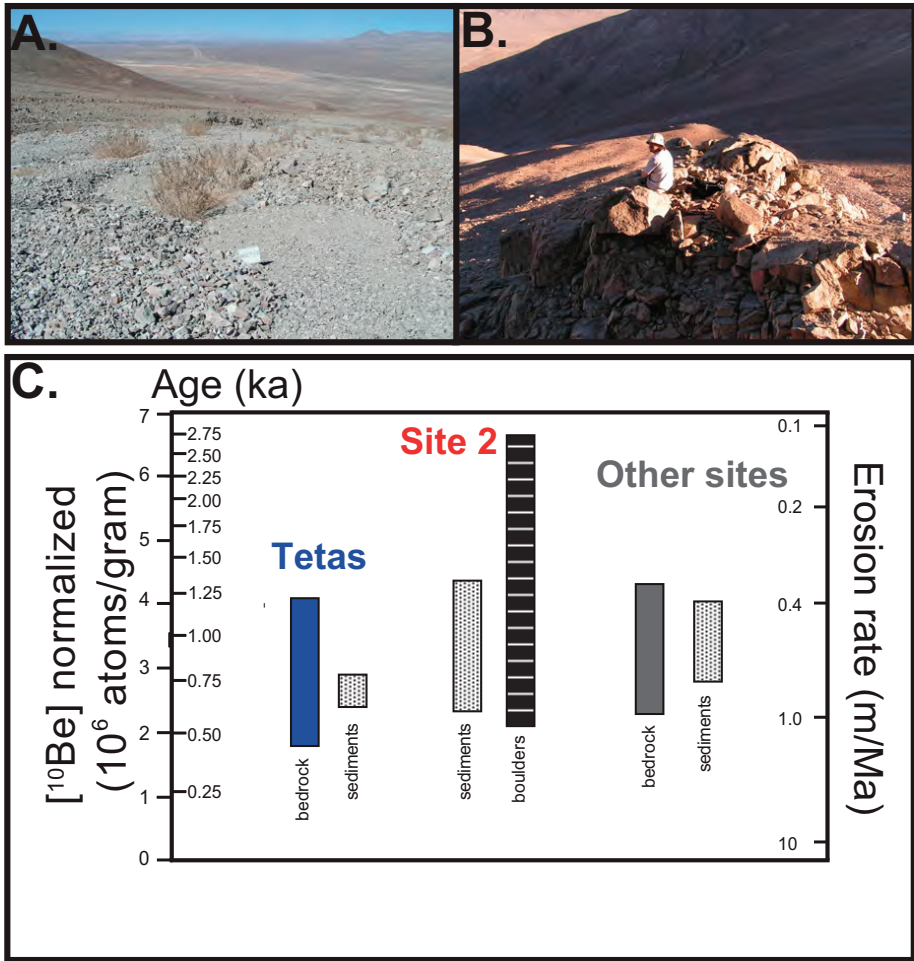 A.
B.
C.
Age (ka)
[¹⁰Be] normalized
(10⁶ atoms/gram)
7
6
5
4
3
2
1
0
2.75
2.50
2.25
2.00
1.75
1.50
1.25
1.00
0.75
0.50
0.25
Tetas
bedrock
sediments
Site 2
sediments
boulders
Other sites
bedrock
sediments
0.1
0.2
0.4
1.0
10
Erosion rate (m/Ma)